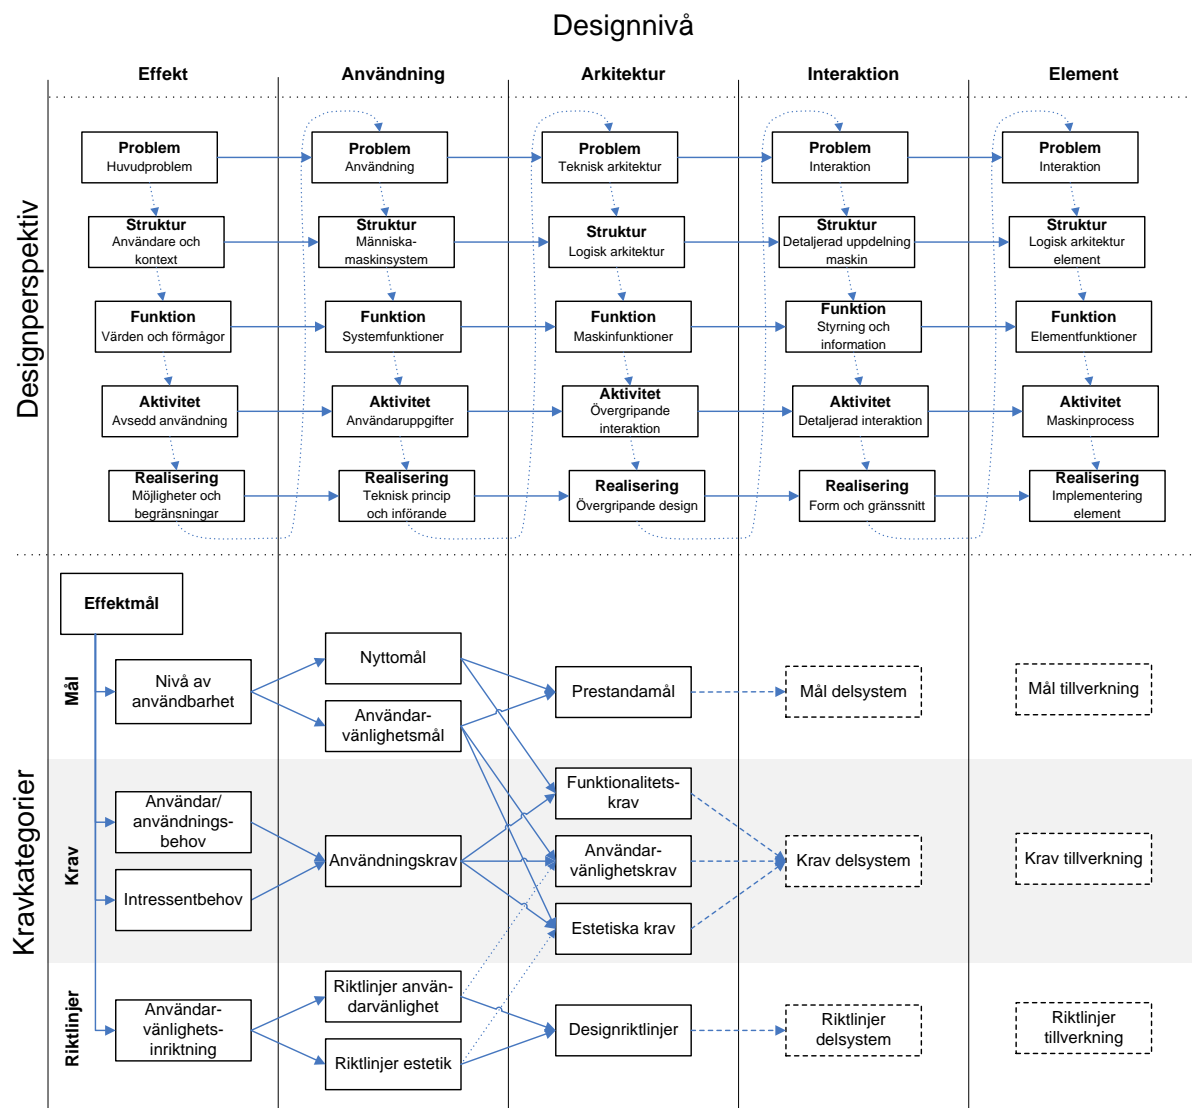 Designnivå
Effekt
Användning
Arkitektur
Interaktion
Element
Designperspektiv
Problem
Huvudproblem
Problem
Användning
Problem
Teknisk arkitektur
Problem
Interaktion
Problem
Interaktion
Struktur
Användare och
kontext
Struktur
Människa-
maskinsystem
Struktur
Logisk arkitektur
Struktur
Detaljerad uppdelning
maskin
Struktur
Logisk arkitektur
element
Funktion
Värden och förmågor
Funktion
Systemfunktioner
Funktion
Maskinfunktioner
Funktion
Styrning och
information
Funktion
Elementfunktioner
Aktivitet
Avsedd användning
Aktivitet
Användaruppgifter
Aktivitet
Övergripande
interaktion
Aktivitet
Detaljerad interaktion
Aktivitet
Maskinprocess
Realisering
Möjligheter och
begränsningar
Realisering
Teknisk princip
och införande
Realisering
Övergripande design
Realisering
Form och gränssnitt
Realisering
Implementering
element
Kravkategorier
Effektmål
Mål
Nivå av
användbarhet
Nyttomål
Användar-
vänlighetsmål
Prestandamål
Mål delsystem
Mål tillverkning
Krav
Användar/
användnings-
behov
Intressentbehov
Användningskrav
Funktionalitets-
krav
Användar-
vänlighetskrav
Estetiska krav
Krav delsystem
Krav tillverkning
Riktlinjer
Användar-
vänlighets-
inriktning
Riktlinjer använ-
darvänlighet
Riktlinjer estetik
Designriktlinjer
Riktlinjer
delsystem
Riktlinjer
tillverkning